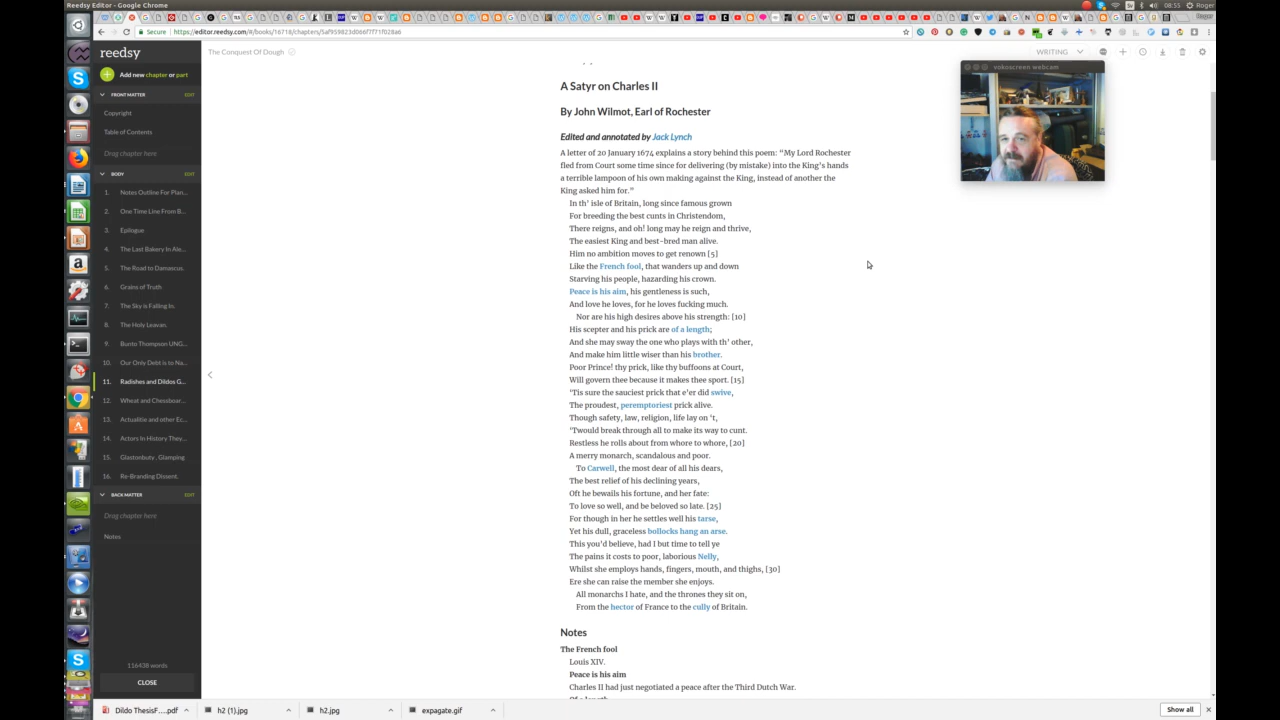 Reedsy Editor - Google Chrome
08:55
Roger
Secure
https://editor.reedsy.com/#/books/16718/chapters/5af959823d066f7f71f028a6
reedsy
The Conquest Of Dough
WRITING
Add new chapter or part
FRONT MATTER EDIT
Copyright
Table of Contents
Drag chapter here
BODY EDIT
1. Notes Outline For Plan...
2. One Time Line From B...
3. Epilogue
4. The Last Bakery In Ale...
5. The Road to Damascus.
6. Grains of Truth
7. The Sky is Falling In.
8. The Holy Leavan.
9. Bunto Thompson UNG...
10. Our Only Debt is to Na...
11. Radishes and Dildos G...
12. Wheat and Chessboar...
13. Actualitie and other Ec...
14. Actors In History They...
15. Glastonbuty , Glamping
16. Re-Branding Dissent.
BACK MATTER EDIT
Drag chapter here
Notes
116438 words
CLOSE
A Satyr on Charles II
By John Wilmot, Earl of Rochester
Edited and annotated by Jack Lynch
A letter of 20 January 1674 explains a story behind this poem: “My Lord Rochester
fled from Court some time since for delivering (by mistake) into the King’s hands
a terrible lampoon of his own making against the King, instead of another the
King asked him for.”
In th’ isle of Britain, long since famous grown
For breeding the best cunts in Christendom,
There reigns, and oh! long may he reign and thrive,
The easiest King and best-bred man alive.
Him no ambition moves to get renown [5]
Like the French fool, that wanders up and down
Starving his people, hazarding his crown.
Peace is his aim, his gentleness is such,
And love he loves, for he loves fucking much.
Nor are his high desires above his strength: [10]
His scepter and his prick are of a length;
And she may sway the one who plays with th’ other,
And make him little wiser than his brother.
Poor Prince! thy prick, like thy buffoons at Court,
Will govern thee because it makes thee sport. [15]
‘Tis sure the sauciest prick that e’er did swive,
The proudest, peremptoriest prick alive.
Though safety, law, religion, life lay on ‘t,
‘Twould break through all to make its way to cunt.
Restless he rolls about from whore to whore, [20]
A merry monarch, scandalous and poor.
To Carwell, the most dear of all his dears,
The best relief of his declining years,
Oft he bewails his fortune, and her fate:
To love so well, and be beloved so late. [25]
For though in her he settles well his tarse,
Yet his dull, graceless bollocks hang an arse.
This you’d believe, had I but time to tell ye
The pains it costs to poor, laborious Nelly,
Whilst she employs hands, fingers, mouth, and thighs, [30]
Ere she can raise the member she enjoys.
All monarchs I hate, and the thrones they sit on,
From the hector of France to the cully of Britain.
Notes
The French fool
Louis XIV.
Peace is his aim
Charles II had just negotiated a peace after the Third Dutch War.
vokoscreen webcam
Dildo ThesisF....pdf
h2 (1).jpg
h2.jpg
expagate.gif
Show all